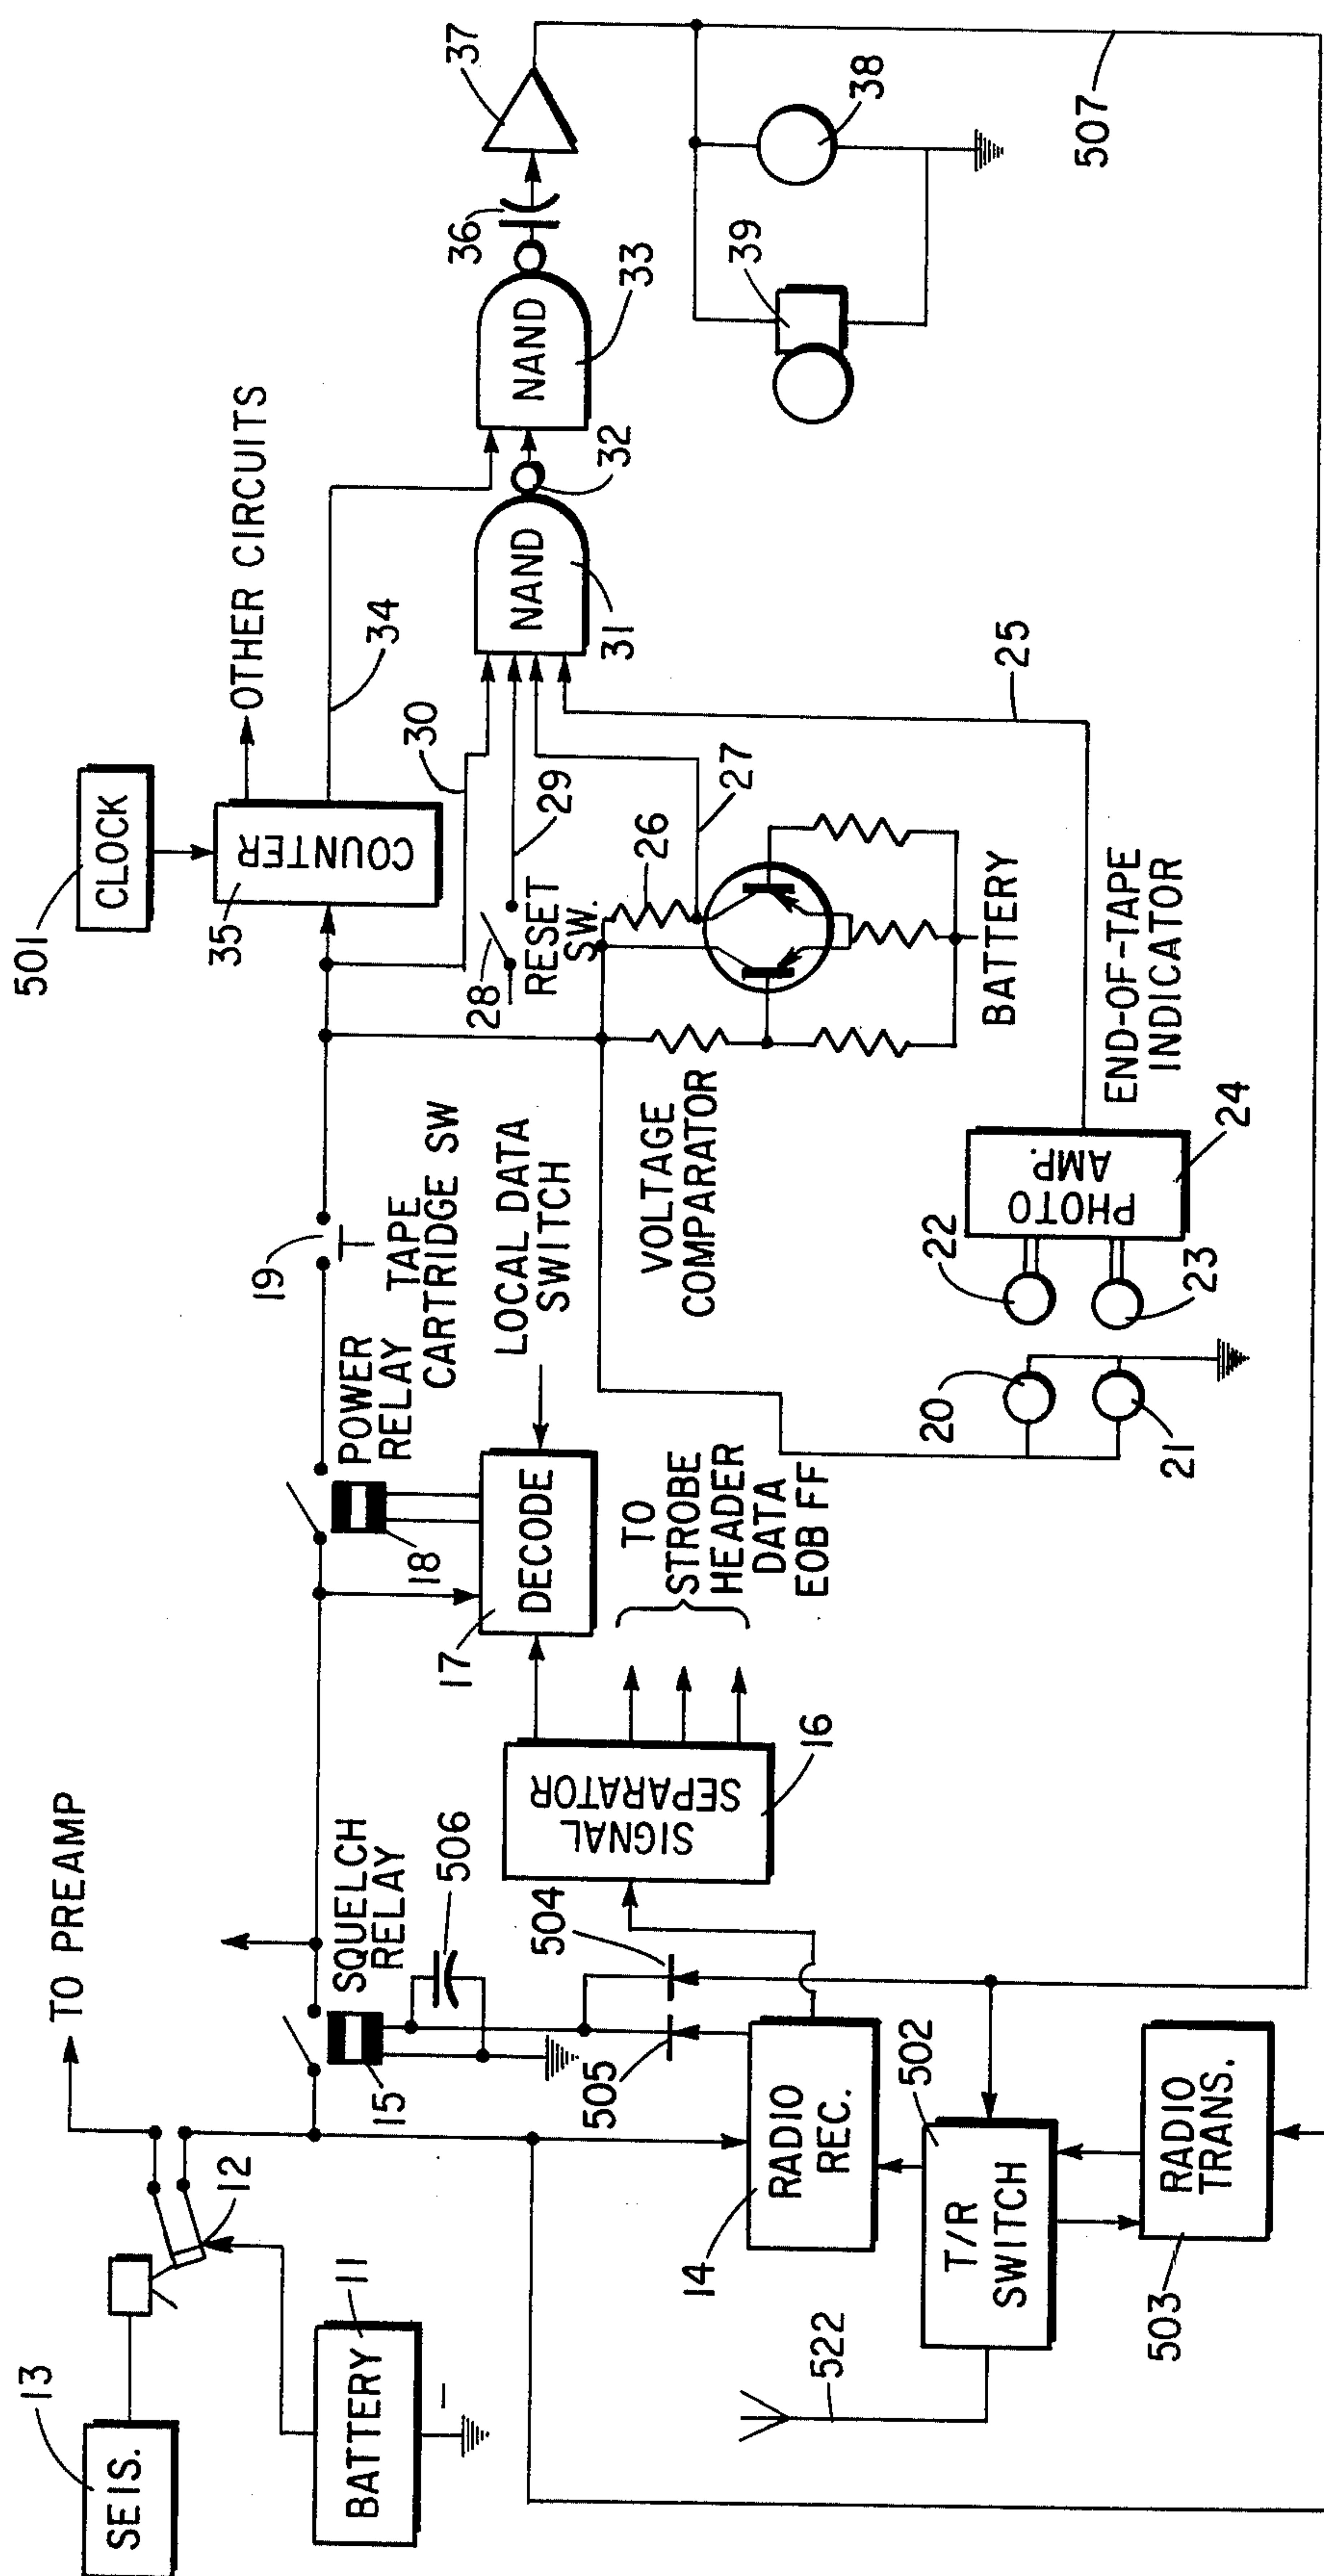 13
SEIS.
BATTERY
11
12
TO PREAMP
15
SQUELCH
RELAY
506
505
504
14
RADIO
REC.
522
T/R
SWITCH
502
RADIO
TRANS.
503
SIGNAL
SEPARATOR
16
17
DECODE
18
POWER
RELAY
TAPE
CARTRIDGE SW
19
LOCAL DATA
SWITCH
TO
STROBE
HEADER
DATA
EOB FF
20
21
22
23
PHOTO
AMP.
24
END-OF-TAPE
INDICATOR
25
VOLTAGE
COMPARATOR
BATTERY
26
27
28
RESET
SW.
29
30
501
CLOCK
35
COUNTER
OTHER CIRCUITS
34
NAND
31
32
NAND
33
36
37
38
39
507